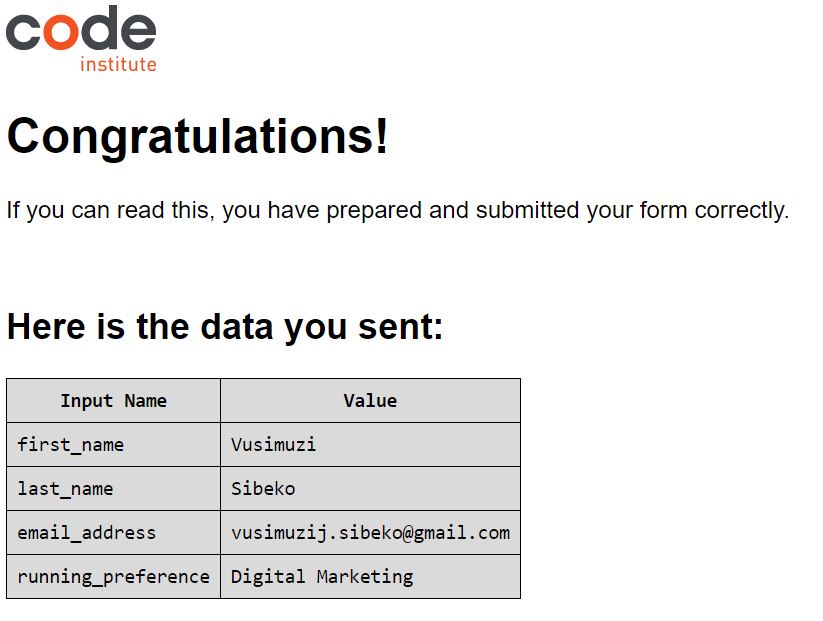 code
institute
Congratulations!
If you can read this, you have prepared and submitted your form correctly.
Here is the data you sent:
Input Name Value
first_name Vusimuzi
last_name Sibeko
email_address vusimuzij.sibeko@gmail.com
running_preference Digital Marketing